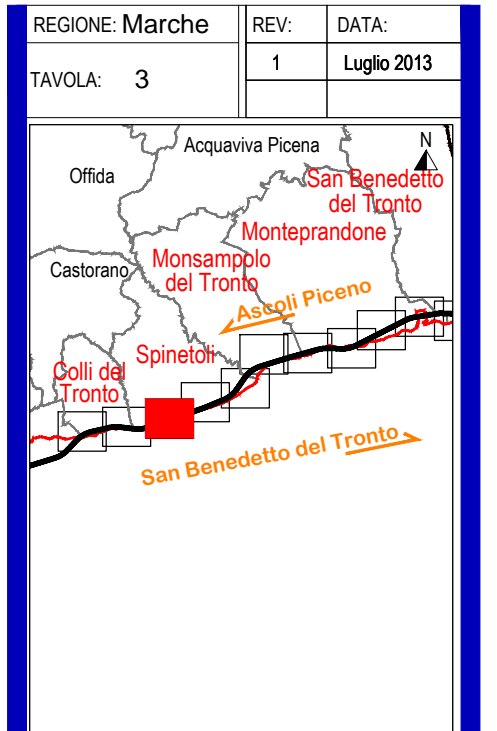 REGIONE: Marche
REV:
DATA:
1
Luglio 2013
TAVOLA: 3
N
Acquaviva Picena
Offida
San Benedetto
del Tronto
Monteprandone
Monsampolo
del Tronto
Castorano
Ascoli Piceno
Spinetoli
Colli del
Tronto
San Benedetto del Tronto